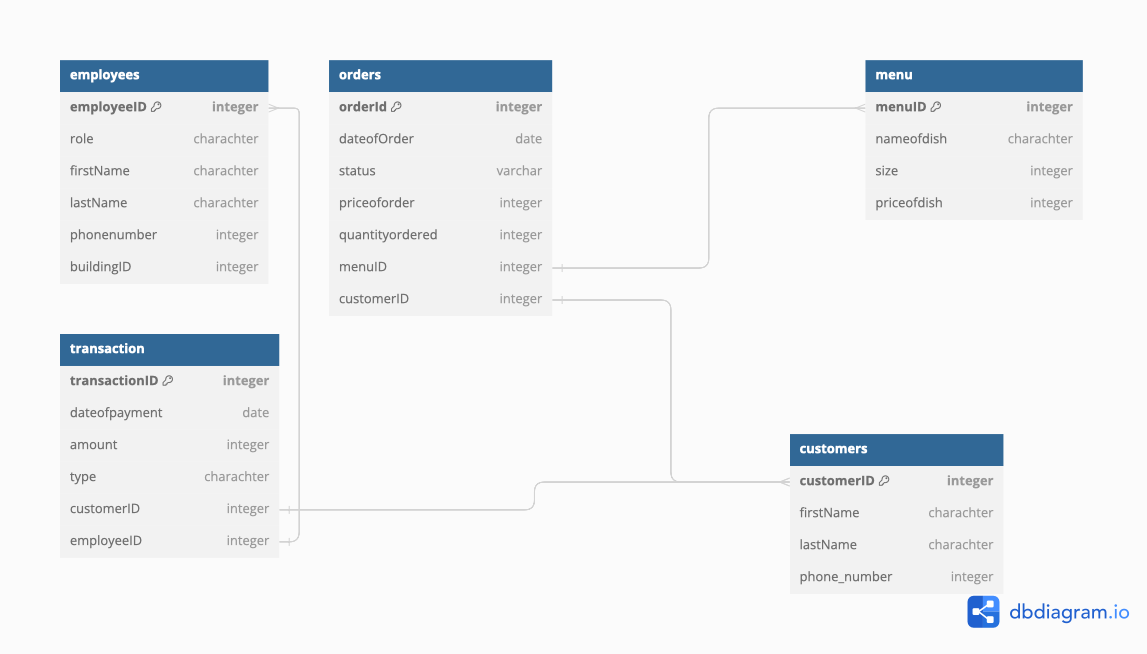 employees
employeeID integer
role charachter
firstName charachter
lastName charachter
phonenumber integer
buildingID integer
orders
orderId integer
dateofOrder date
status varchar
priceoforder integer
quantityordered integer
menuID integer
customerID integer
menu
menuID integer
nameofdish charachter
size integer
priceofdish integer
transaction
transactionID integer
dateofpayment date
amount integer
type charachter
customerID integer
employeeID integer
customers
customerID integer
firstName charachter
lastName charachter
phone_number integer
dbdiagram.io